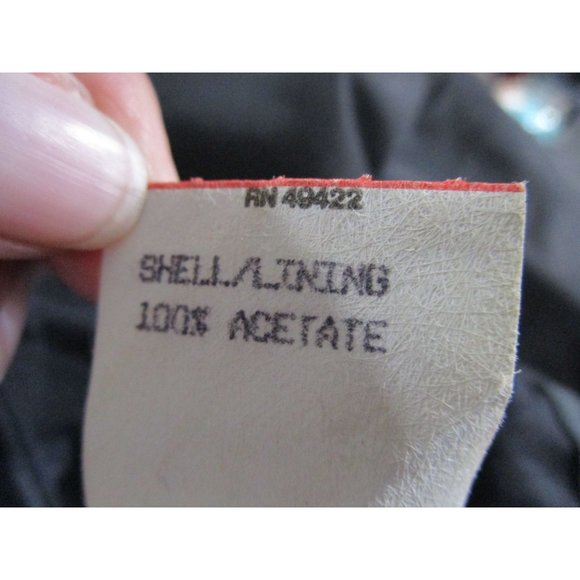 RN 49422
SHELL/LINING
100% ACETATE